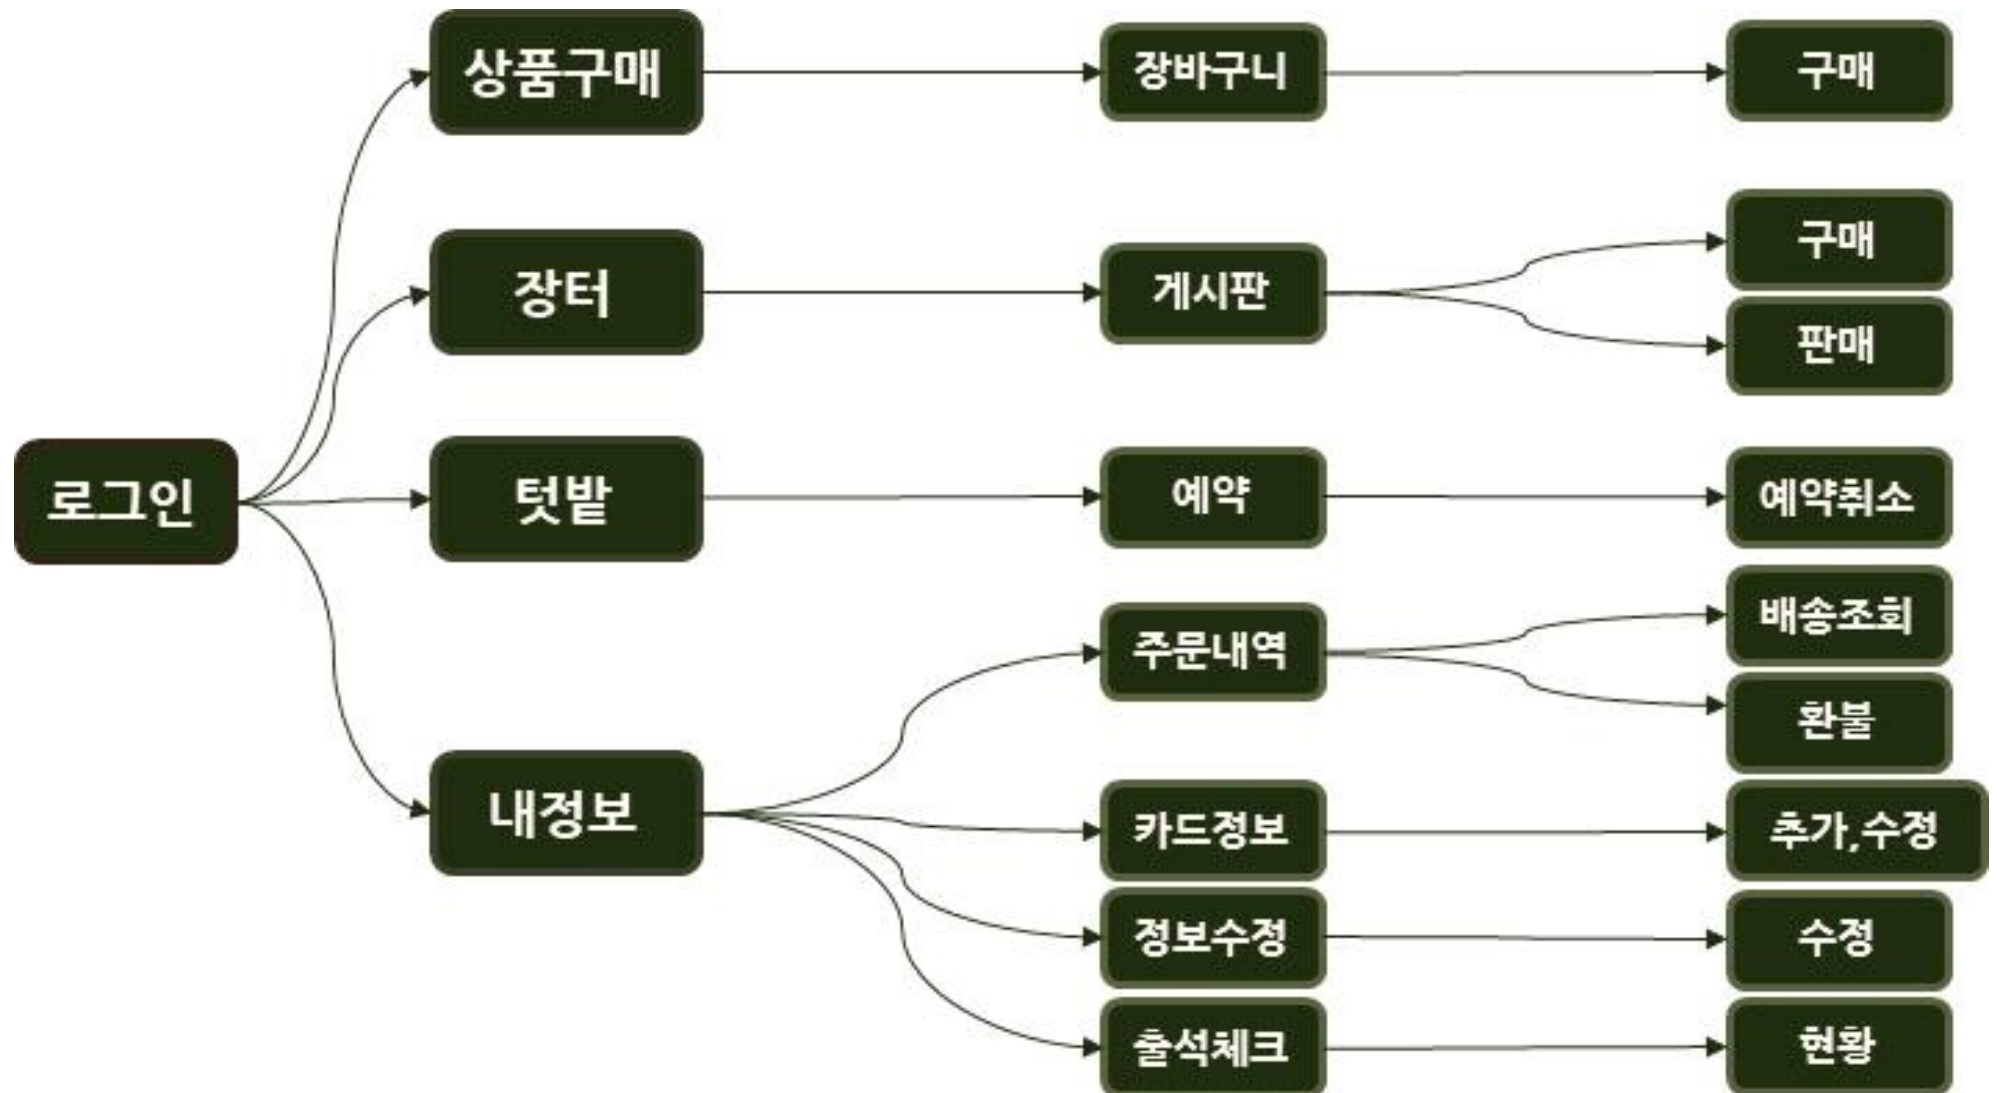 로그인
상품구매
장바구니
구매
장터
게시판
구매
판매
텃밭
예약
예약취소
내정보
주문내역
배송조회
환불
카드정보
추가,수정
정보수정
수정
출석체크
현황